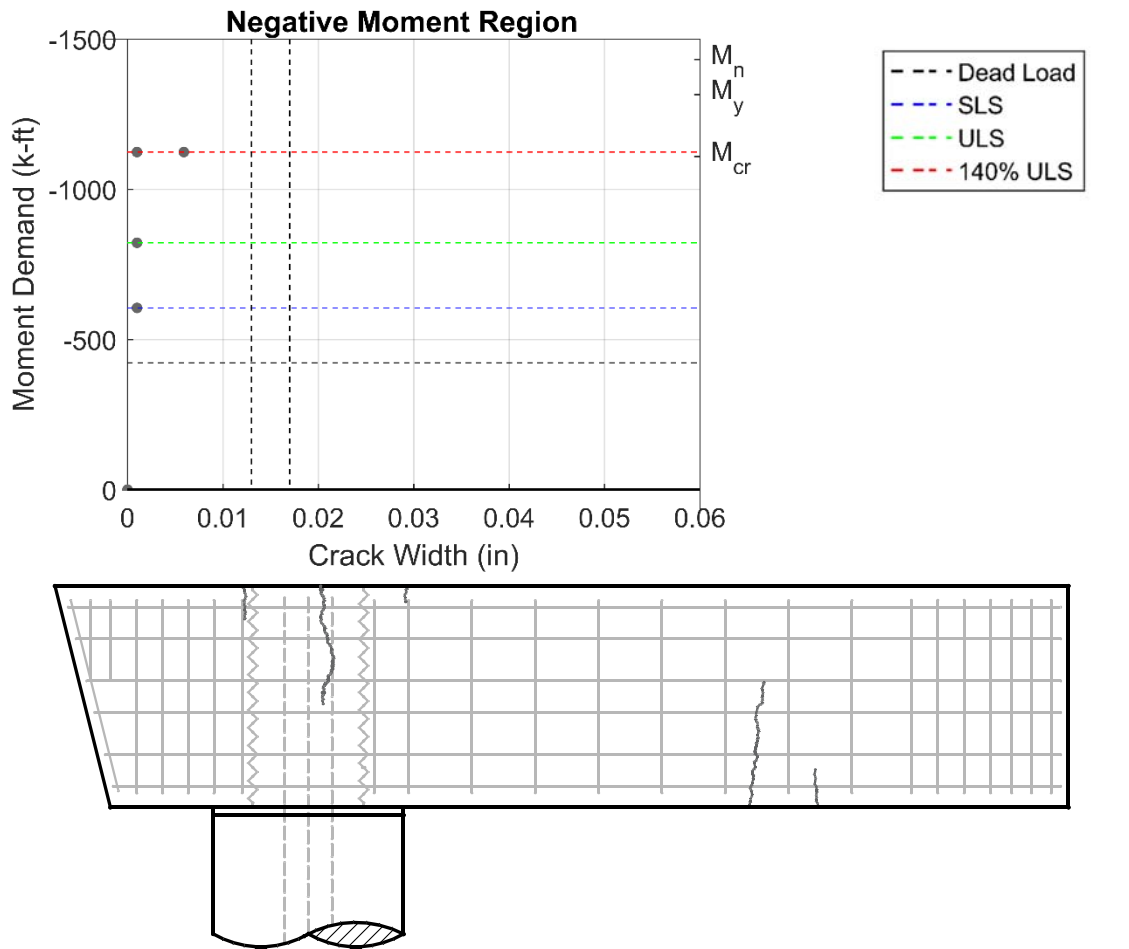 Negative Moment Region
-1500
-1000
-500
0
Moment Demand (k-ft)
0 0.01 0.02 0.03 0.04 0.05 0.06
Crack Width (in)
Mn
My
Mcr
Dead Load
SLS
ULS
140% ULS